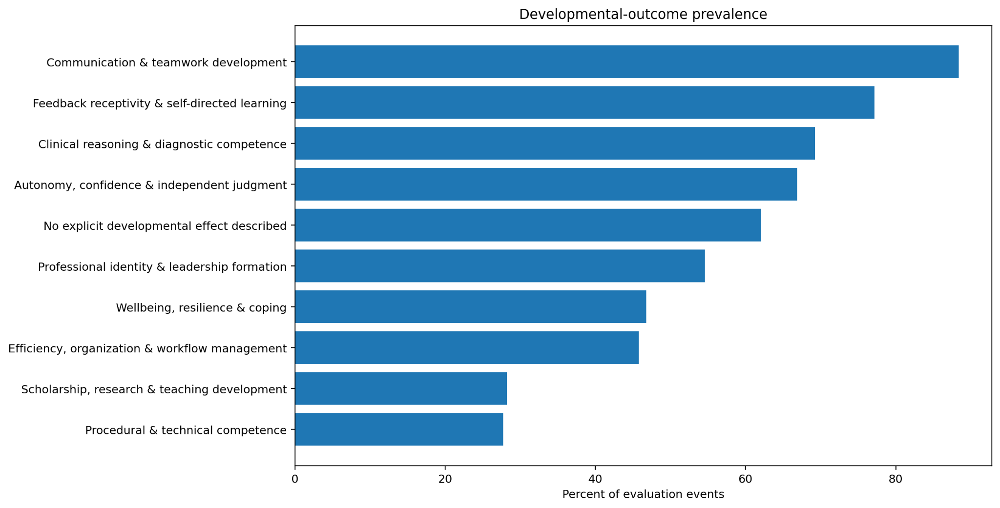 Developmental-outcome prevalence
Communication & teamwork development
Feedback receptivity & self-directed learning
Clinical reasoning & diagnostic competence
Autonomy, confidence & independent judgment
No explicit developmental effect described
Professional identity & leadership formation
Wellbeing, resilience & coping
Efficiency, organization & workflow management
Scholarship, research & teaching development
Procedural & technical competence
0 20 40 60 80
Percent of evaluation events